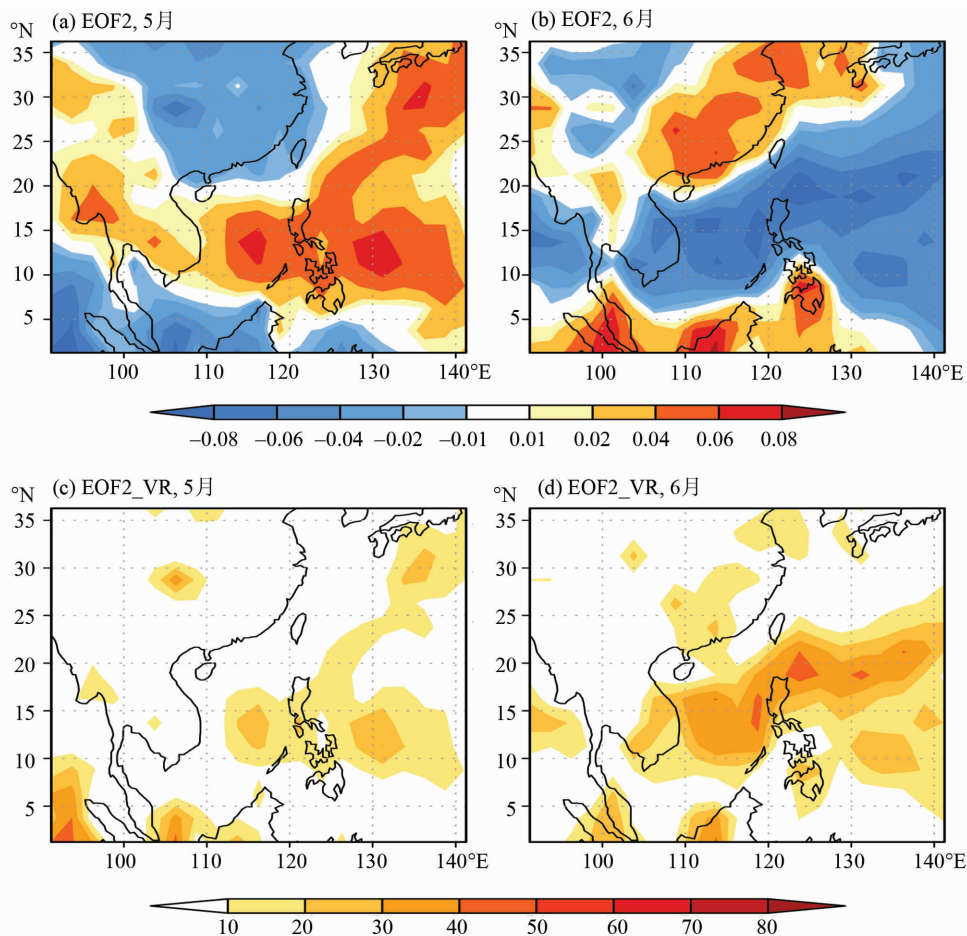 (a) EOF2, 5月
(b) EOF2, 6月
°N
°N
35
35
30
30
25
25
20
20
15
15
10
10
5
5
100 110 120 130 140°E
100 110 120 130 140°E
−0.08 −0.06 −0.04 −0.02 −0.01 0.01 0.02 0.04 0.06 0.08
(c) EOF2_VR, 5月
(d) EOF2_VR, 6月
°N
°N
35
35
30
30
25
25
20
20
15
15
10
10
5
5
100 110 120 130 140°E
100 110 120 130 140°E
10 20 30 40 50 60 70 80